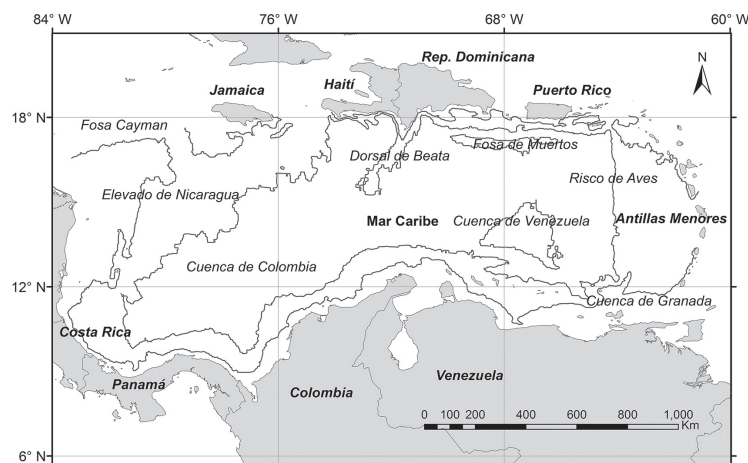 84° W 76° W 68° W 60° W
Rep. Dominicana
N
Jamaica Haití Puerto Rico
18° N
Fosa Cayman
Fosa de Muertos
Dorsal de Beata
Risco de Aves
Elevado de Nicaragua
Mar Caribe Cuenca de Venezuela Antillas Menores
Cuenca de Colombia
12° N
Cuenca de Granada
Costa Rica
Panamá
Venezuela
Colombia
0 100 200 400 600 800 1,000
Km
6° N